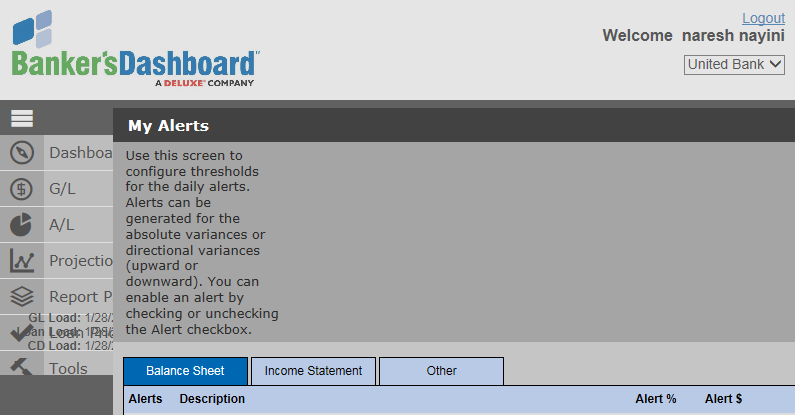 Logout
Welcome naresh nayini
United Bank
Banker'sDashboard™
A DELUXE® COMPANY
My Alerts
Use this screen to
configure thresholds
for the daily alerts.
Alerts can be
generated for the
absolute variances or
directional variances
(upward or
downward). You can
enable an alert by
checking or unchecking
the Alert checkbox.
Dashboa
G/L
A/L
Projectio
Report P
GL Load: 1/28/
Load: 1/28/
CD Load: 1/28/
Tools
Balance Sheet Income Statement Other
Alerts Description Alert % Alert $